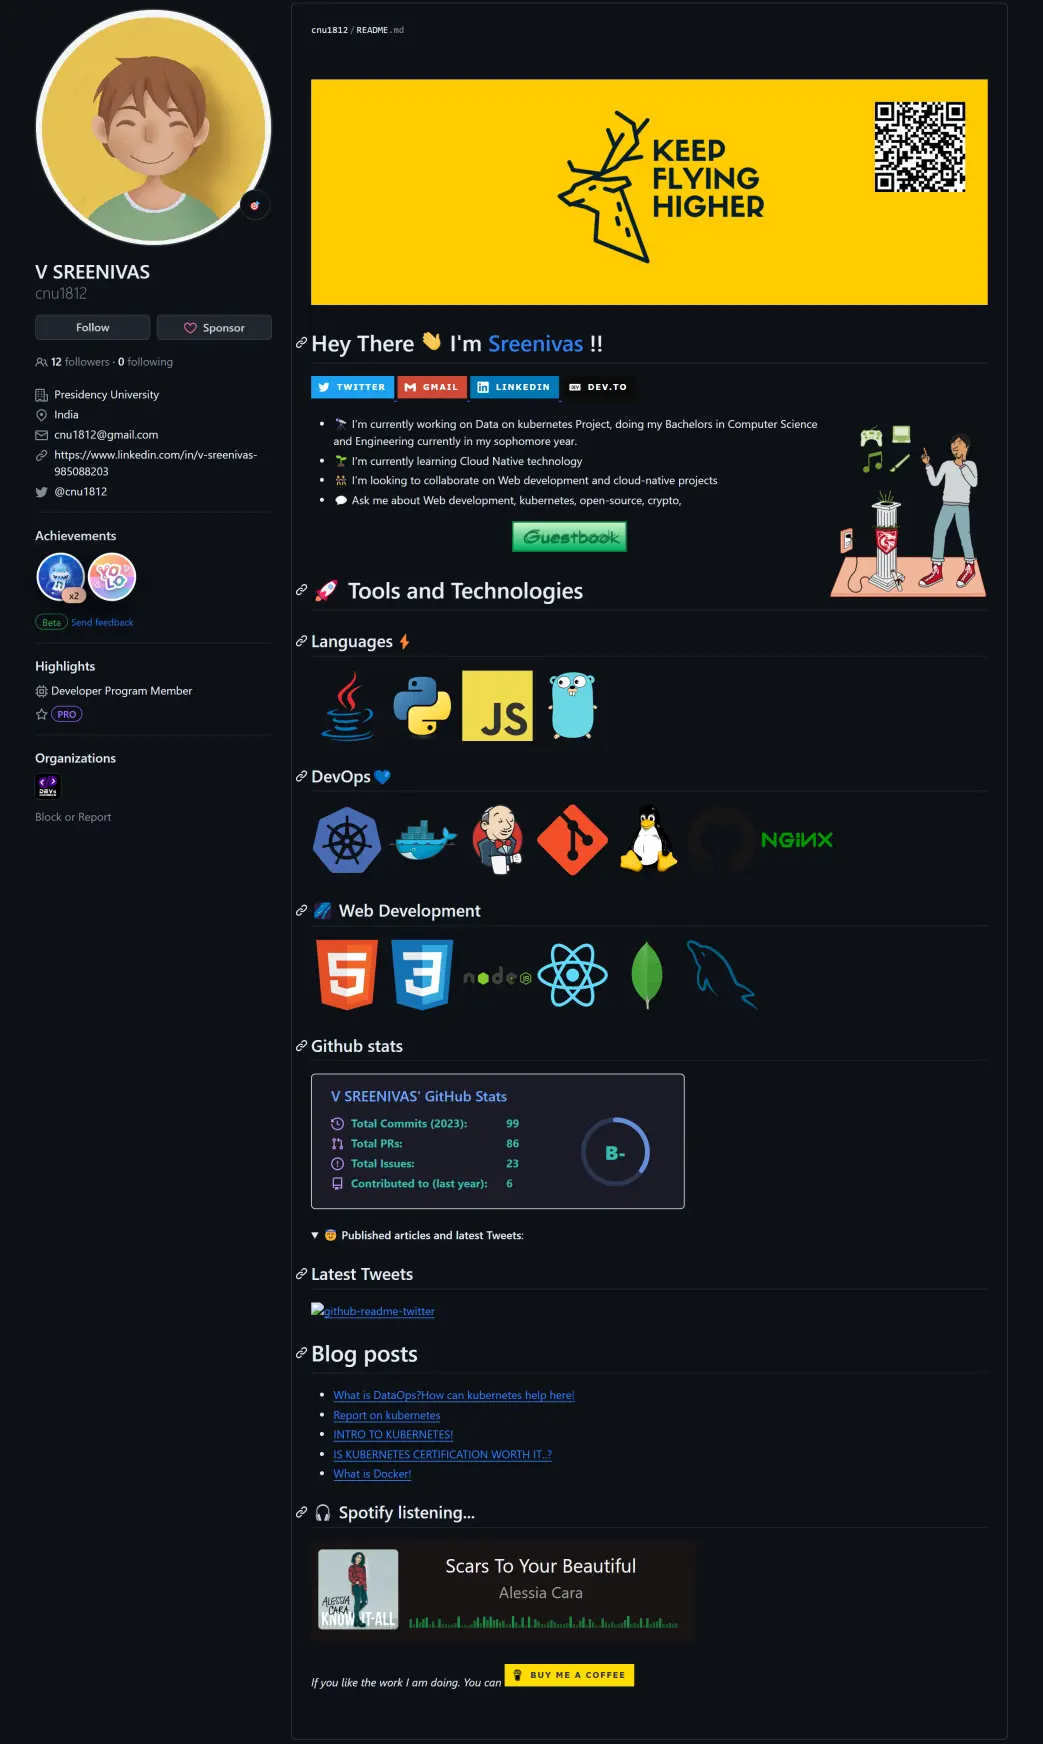 cnu1812 / README.md
KEEP
FLYING
HIGHER
V SREENIVAS
cnu1812
Follow
Sponsor
12 followers · 0 following
Presidency University
India
cnu1812@gmail.com
https://www.linkedin.com/in/v-sreenivas-
985088203
@cnu1812
Achievements
x2
YOLO
Beta Send feedback
Highlights
Developer Program Member
PRO
Organizations
DEVs
Block or Report
Hey There 👋 I'm Sreenivas !!
TWITTER
GMAIL
LINKEDIN
DEV.TO
🔭 I'm currently working on Data on kubernetes Project, doing my Bachelors in Computer Science
and Engineering currently in my sophomore year.
🌱 I'm currently learning Cloud Native technology
👯 I'm looking to collaborate on Web development and cloud-native projects
💬 Ask me about Web development, kubernetes, open-source, crypto,
Guestbook
🚀 Tools and Technologies
Languages ⚡
JS
DevOps 💙
NGINX
🌌 Web Development
5
3
node
JS
Github stats
V SREENIVAS' GitHub Stats
Total Commits (2023): 99
Total PRs: 86
Total Issues: 23
Contributed to (last year): 6
B-
▼ 😇 Published articles and latest Tweets:
Latest Tweets
github-readme-twitter
Blog posts
What is DataOps?How can kubernetes help here!
Report on kubernetes
INTRO TO KUBERNETES!
IS KUBERNETES CERTIFICATION WORTH IT..?
What is Docker!
🎧 Spotify listening...
ALESSIA
CARA
KNOW-IT-ALL
Scars To Your Beautiful
Alessia Cara
If you like the work I am doing. You can
BUY ME A COFFEE